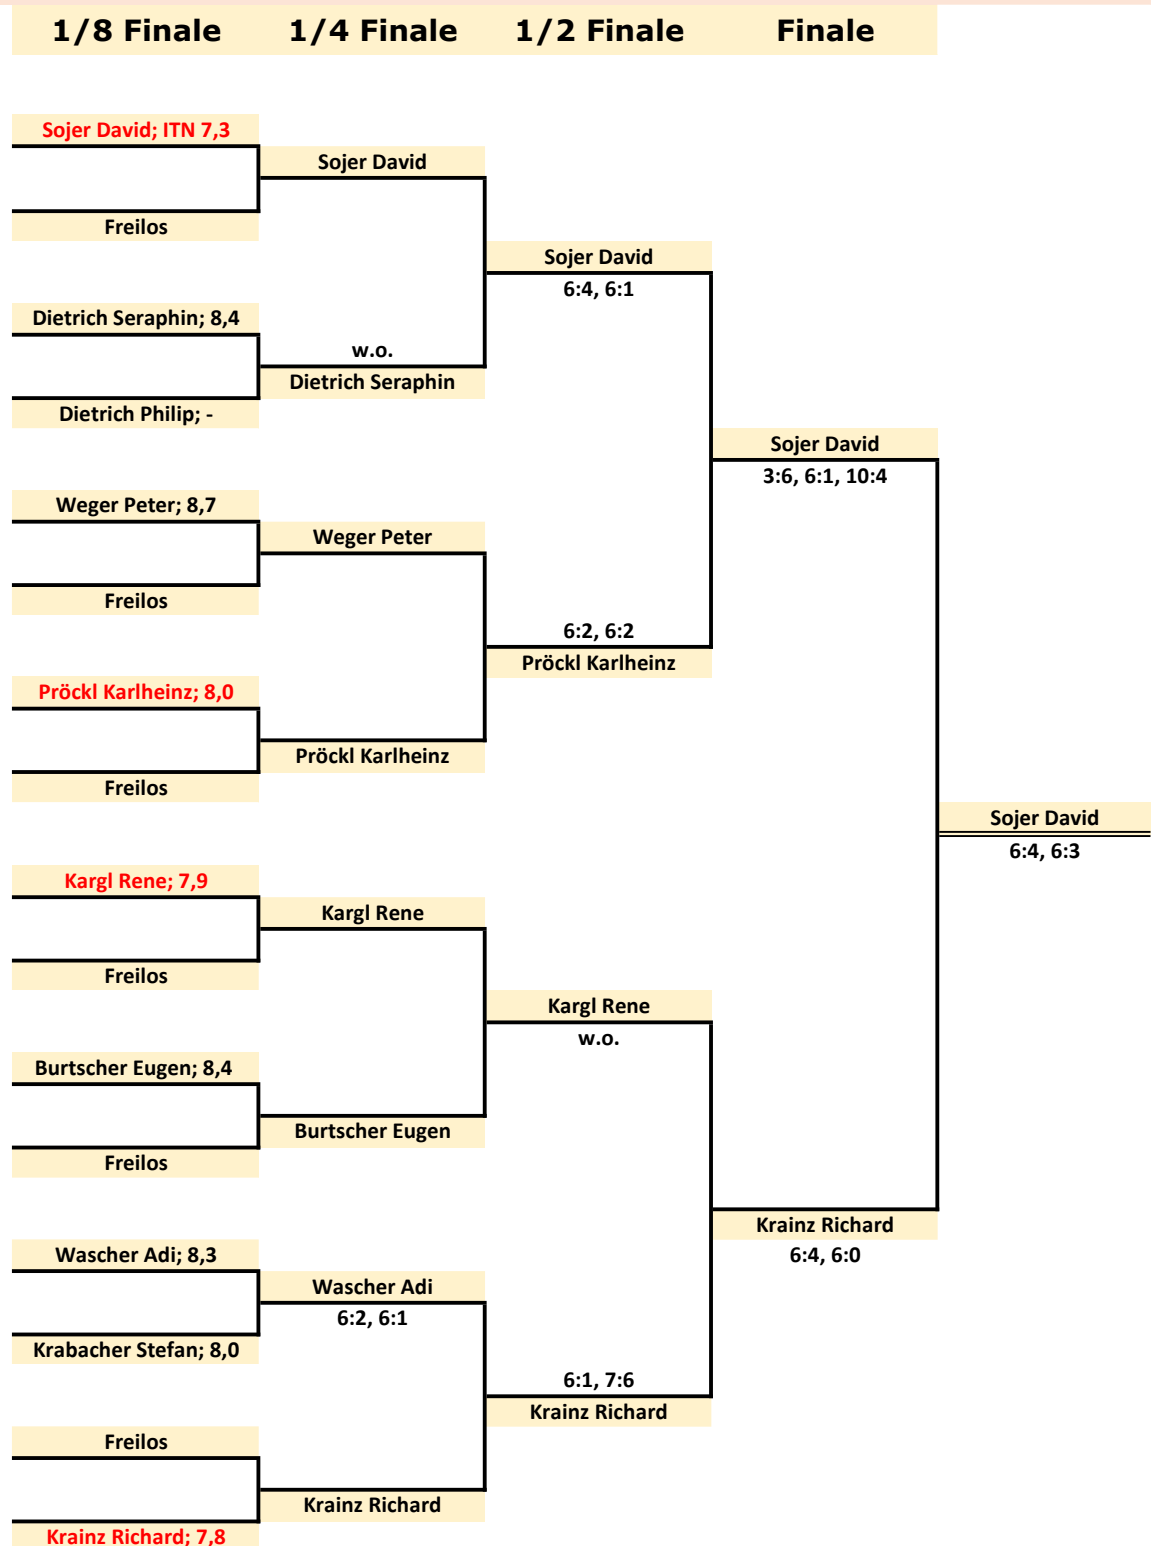 1/8 Finale 1/4 Finale 1/2 Finale Finale
Sojer David; ITN 7,3
Sojer David
Freilos
Sojer David
6:4, 6:1
Dietrich Seraphin; 8,4
w.o.
Dietrich Seraphin
Dietrich Philip; -
Sojer David
3:6, 6:1, 10:4
Weger Peter; 8,7
Weger Peter
Freilos
6:2, 6:2
Pröckl Karlheinz
Pröckl Karlheinz; 8,0
Pröckl Karlheinz
Freilos
Sojer David
6:4, 6:3
Kargl Rene; 7,9
Kargl Rene
Freilos
Kargl Rene
w.o.
Burtscher Eugen; 8,4
Burtscher Eugen
Freilos
Krainz Richard
6:4, 6:0
Wascher Adi; 8,3
Wascher Adi
6:2, 6:1
Krabacher Stefan; 8,0
6:1, 7:6
Krainz Richard
Freilos
Krainz Richard
Krainz Richard; 7,8